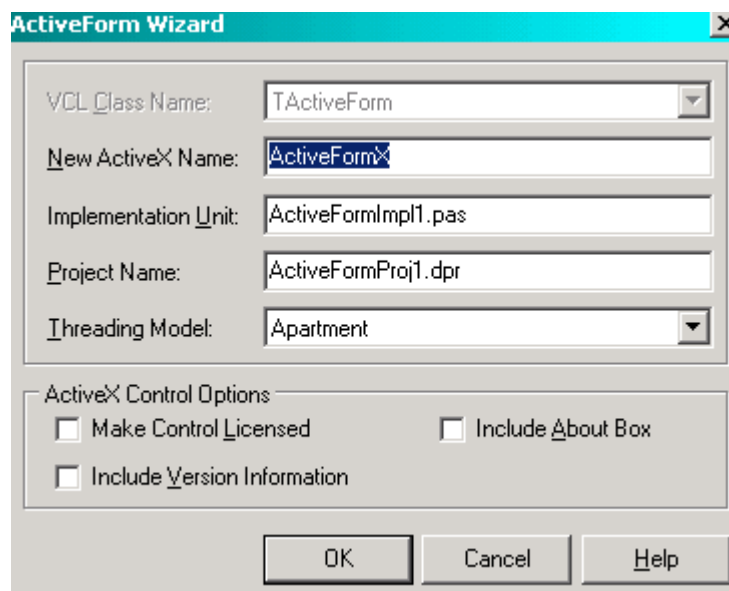 ActiveForm Wizard
VCL Class Name: TActiveForm
New ActiveX Name: ActiveFormX
Implementation Unit: ActiveFormImpl1.pas
Project Name: ActiveFormProj1.dpr
Threading Model: Apartment
ActiveX Control Options
Make Control Licensed Include About Box
Include Version Information
OK Cancel Help